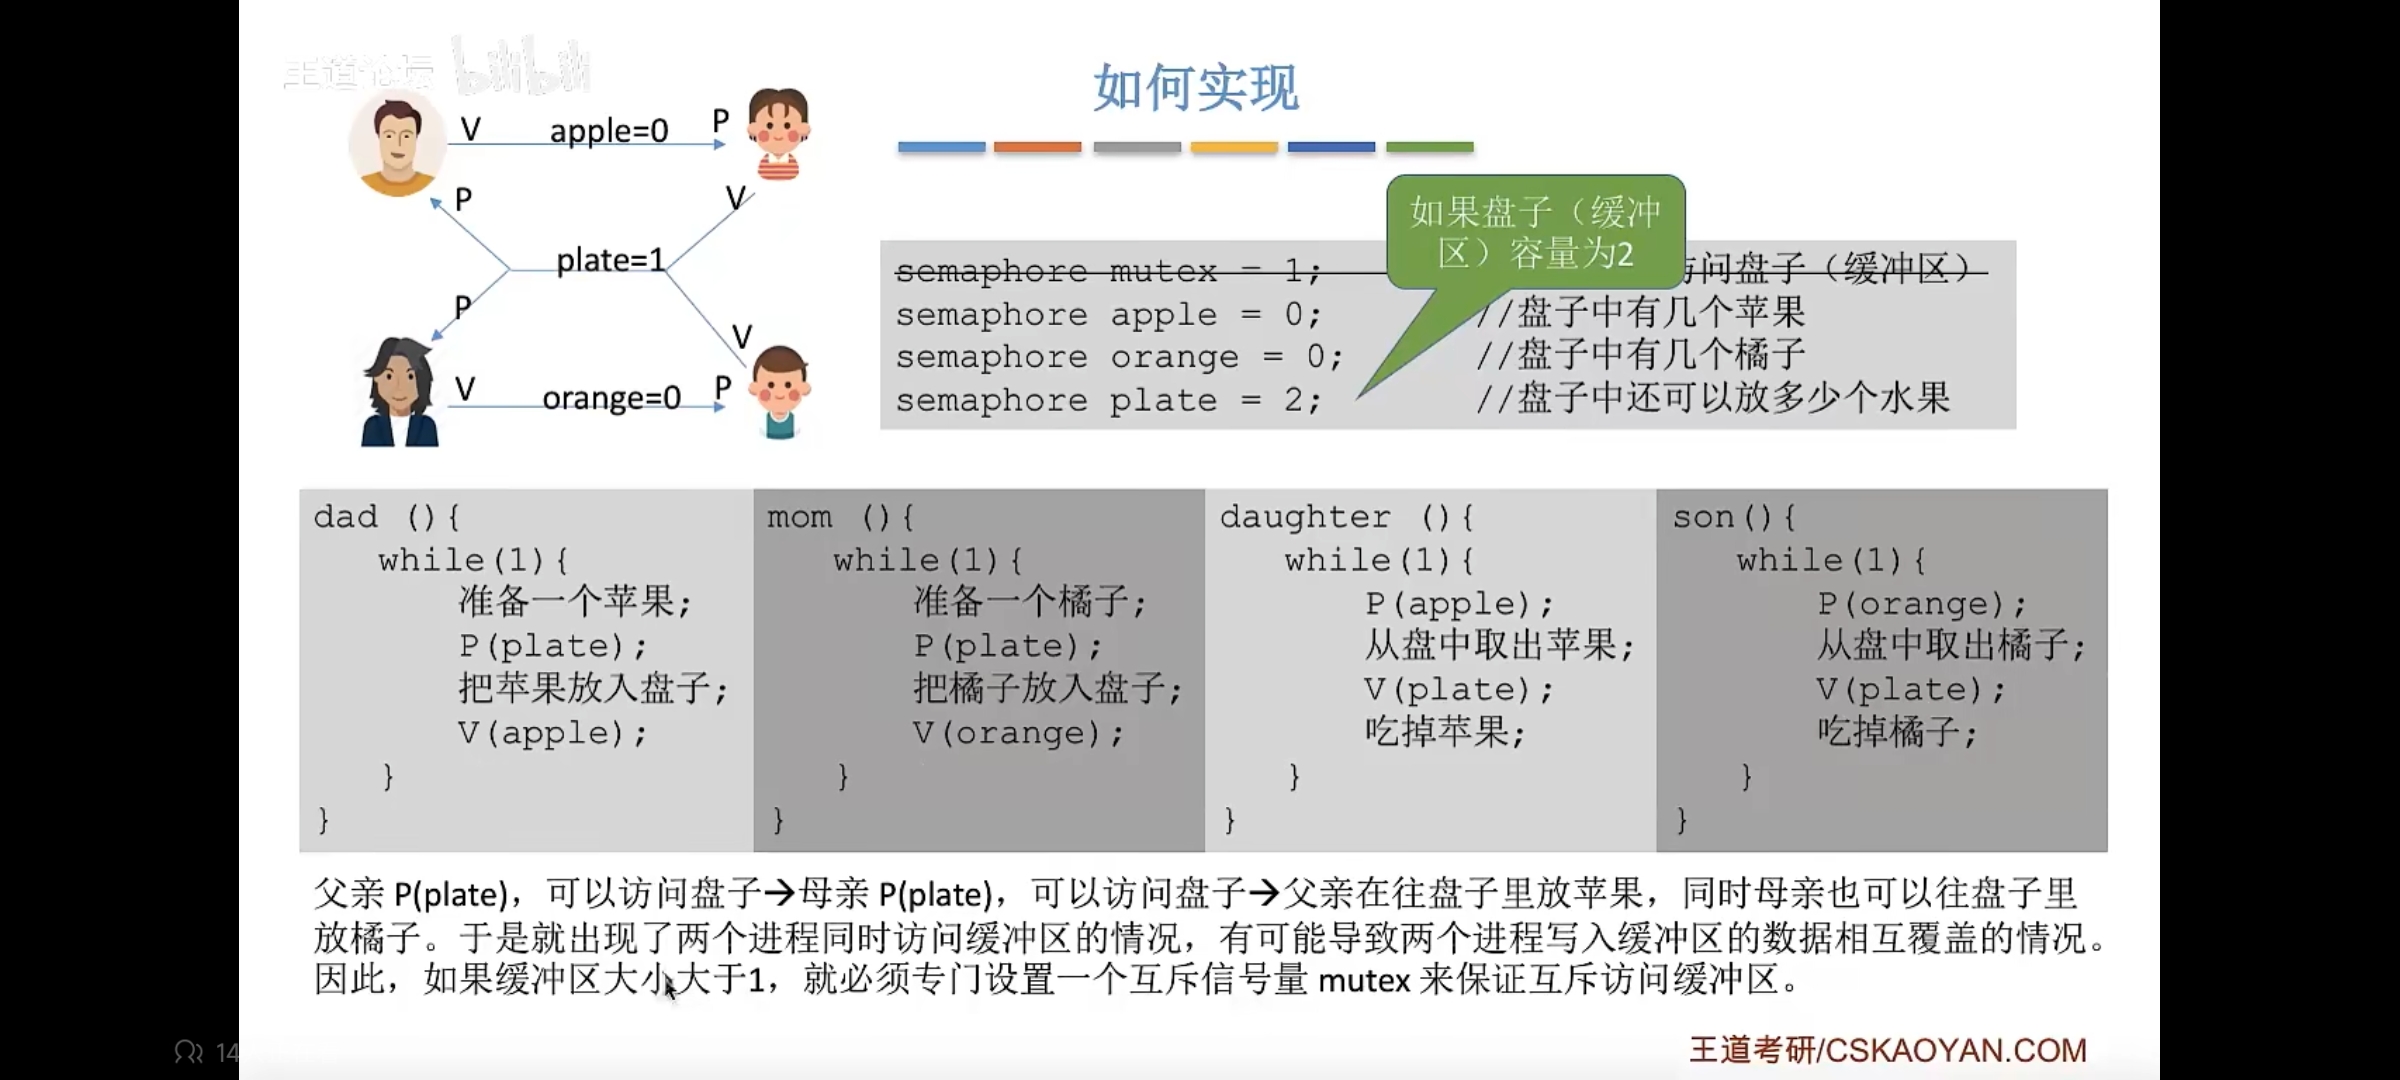 王道论坛 bilibili
如何实现
V apple=0 P
P V
plate=1
P V
V orange=0 P
如果盘子（缓冲
区）容量为2
semaphore mutex = 1; 问盘子（缓冲区）
semaphore apple = 0; //盘子中有几个苹果
semaphore orange = 0; //盘子中有几个橘子
semaphore plate = 2; //盘子中还可以放多少个水果
dad (){
while(1){
准备一个苹果;
P(plate);
把苹果放入盘子;
V(apple);
}
}
mom (){
while(1){
准备一个橘子;
P(plate);
把橘子放入盘子;
V(orange);
}
}
daughter (){
while(1){
P(apple);
从盘中取出苹果;
V(plate);
吃掉苹果;
}
}
son(){
while(1){
P(orange);
从盘中取出橘子;
V(plate);
吃掉橘子;
}
}
父亲 P(plate)，可以访问盘子→母亲 P(plate)，可以访问盘子→父亲在往盘子里放苹果，同时母亲也可以往盘子里
放橘子。于是就出现了两个进程同时访问缓冲区的情况，有可能导致两个进程写入缓冲区的数据相互覆盖的情况。
因此，如果缓冲区大小大于1，就必须专门设置一个互斥信号量 mutex 来保证互斥访问缓冲区。
14
王道考研/CSKAOYAN.COM